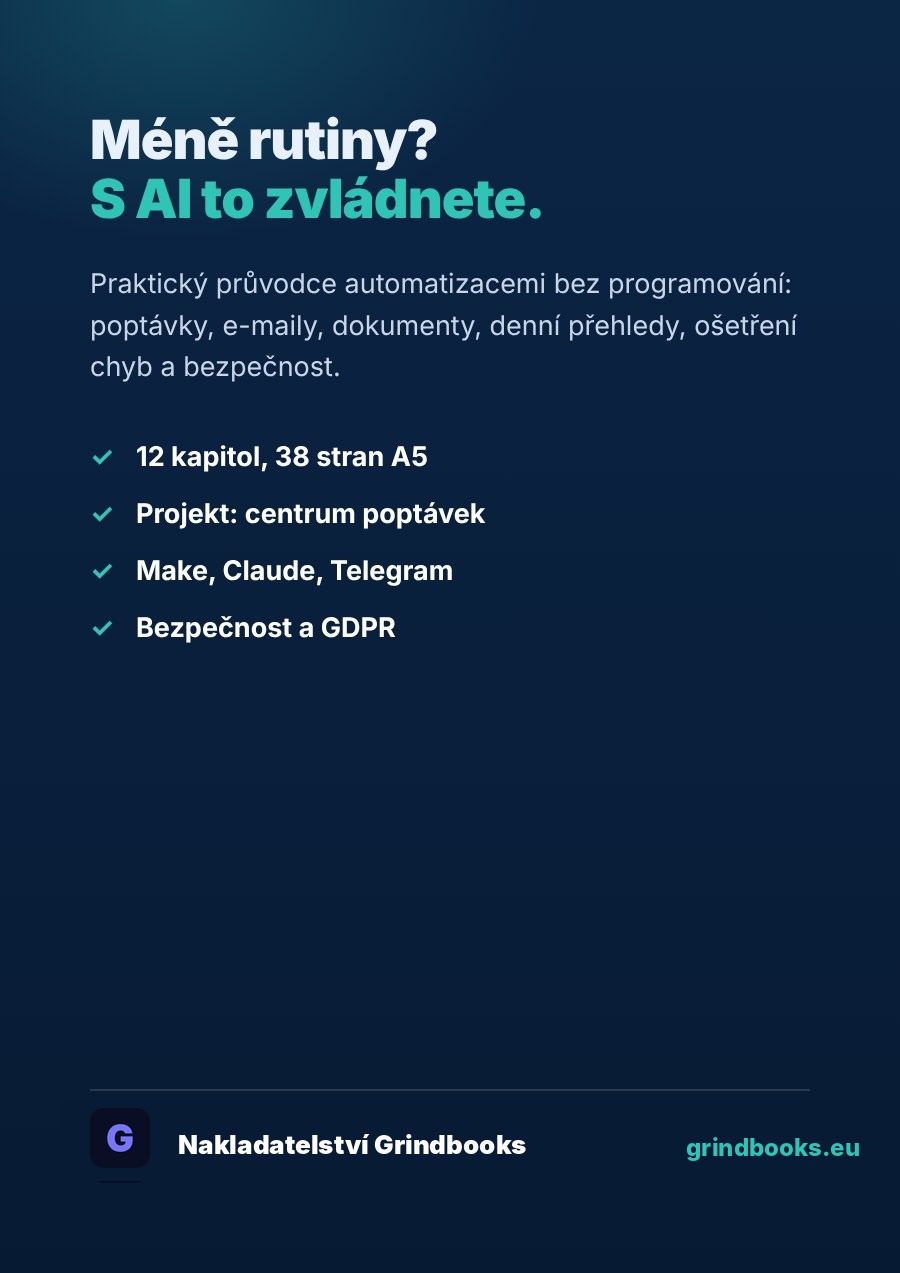 Méně rutiny?
S AI to zvládnete.
Praktický průvodce automatizacemi bez programování:
poptávky, e-maily, dokumenty, denní přehledy, ošetření
chyb a bezpečnost.
✓ 12 kapitol, 38 stran A5
✓ Projekt: centrum poptávek
✓ Make, Claude, Telegram
✓ Bezpečnost a GDPR
G Nakladatelství Grindbooks grindbooks.eu